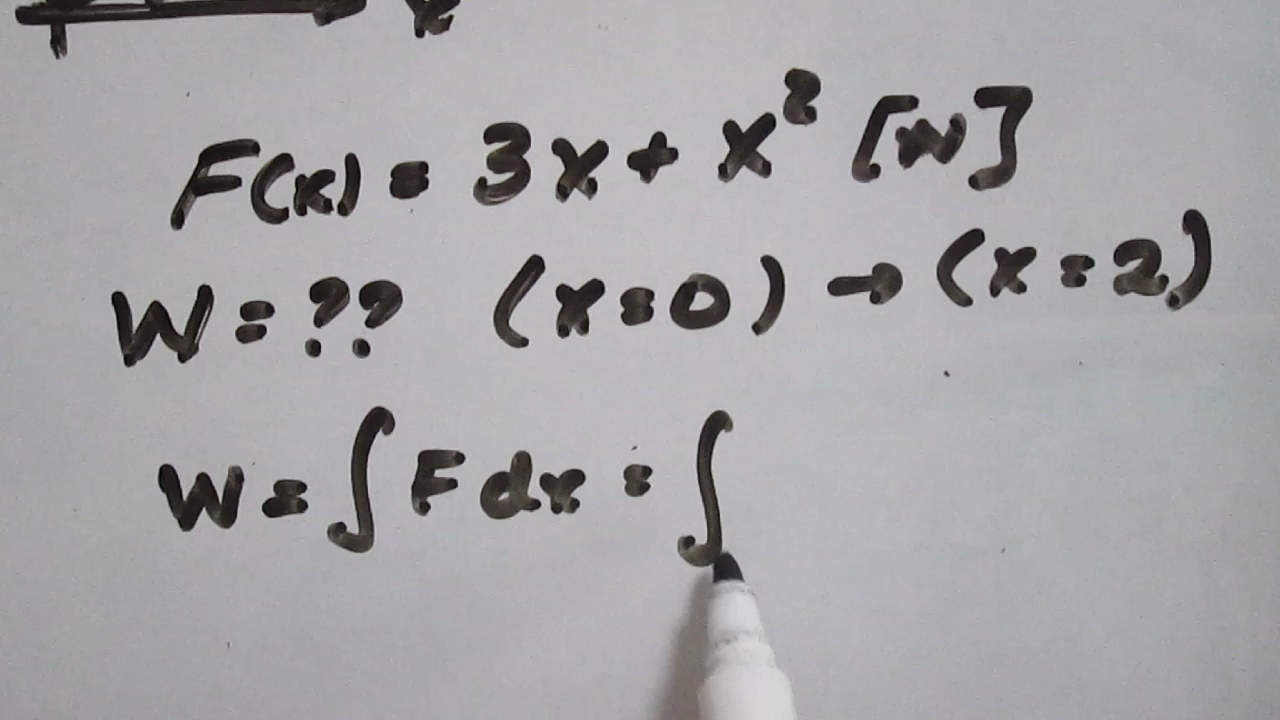 x
F(x) = 3x + x² [N]
W = ?? (x = 0) → (x = 2)
W = ∫ F dx = ∫